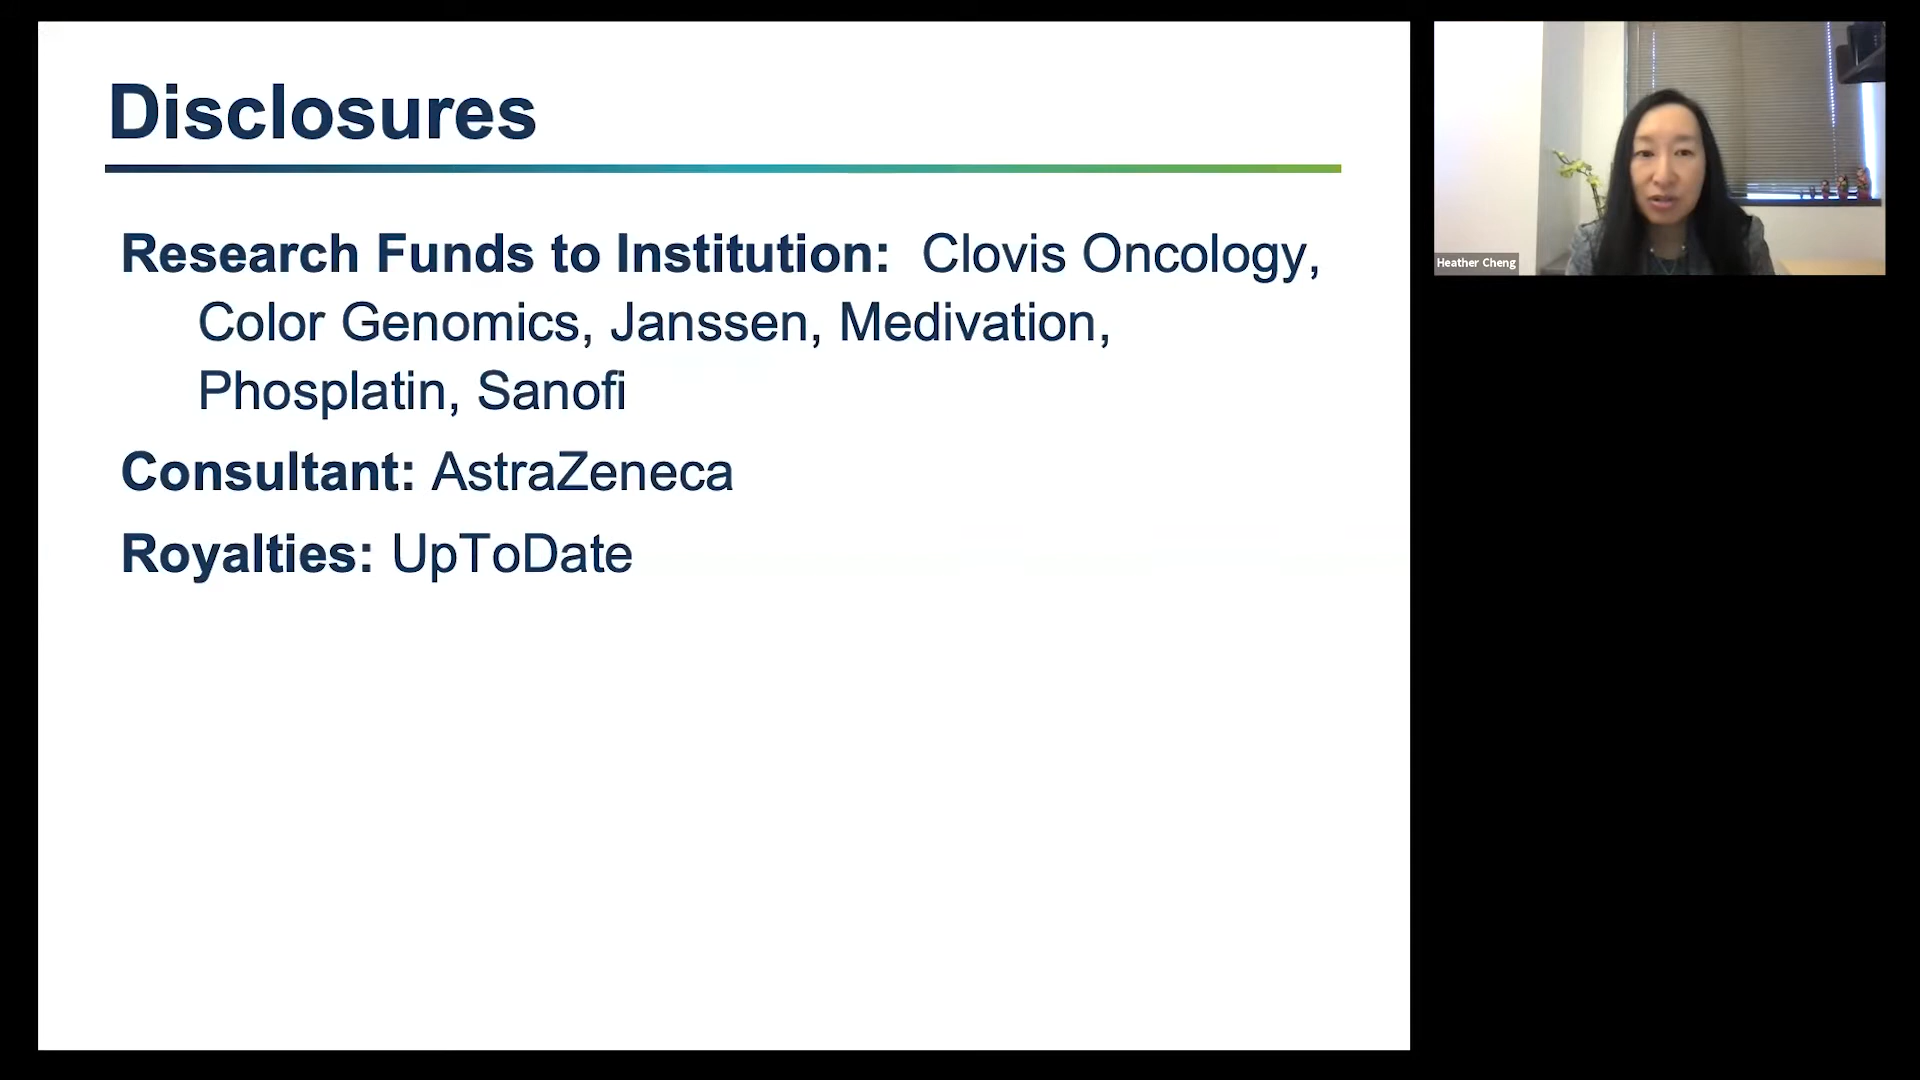 Disclosures
Research Funds to Institution: Clovis Oncology,
Color Genomics, Janssen, Medivation,
Phosplatin, Sanofi
Consultant: AstraZeneca
Royalties: UpToDate
Heather Cheng